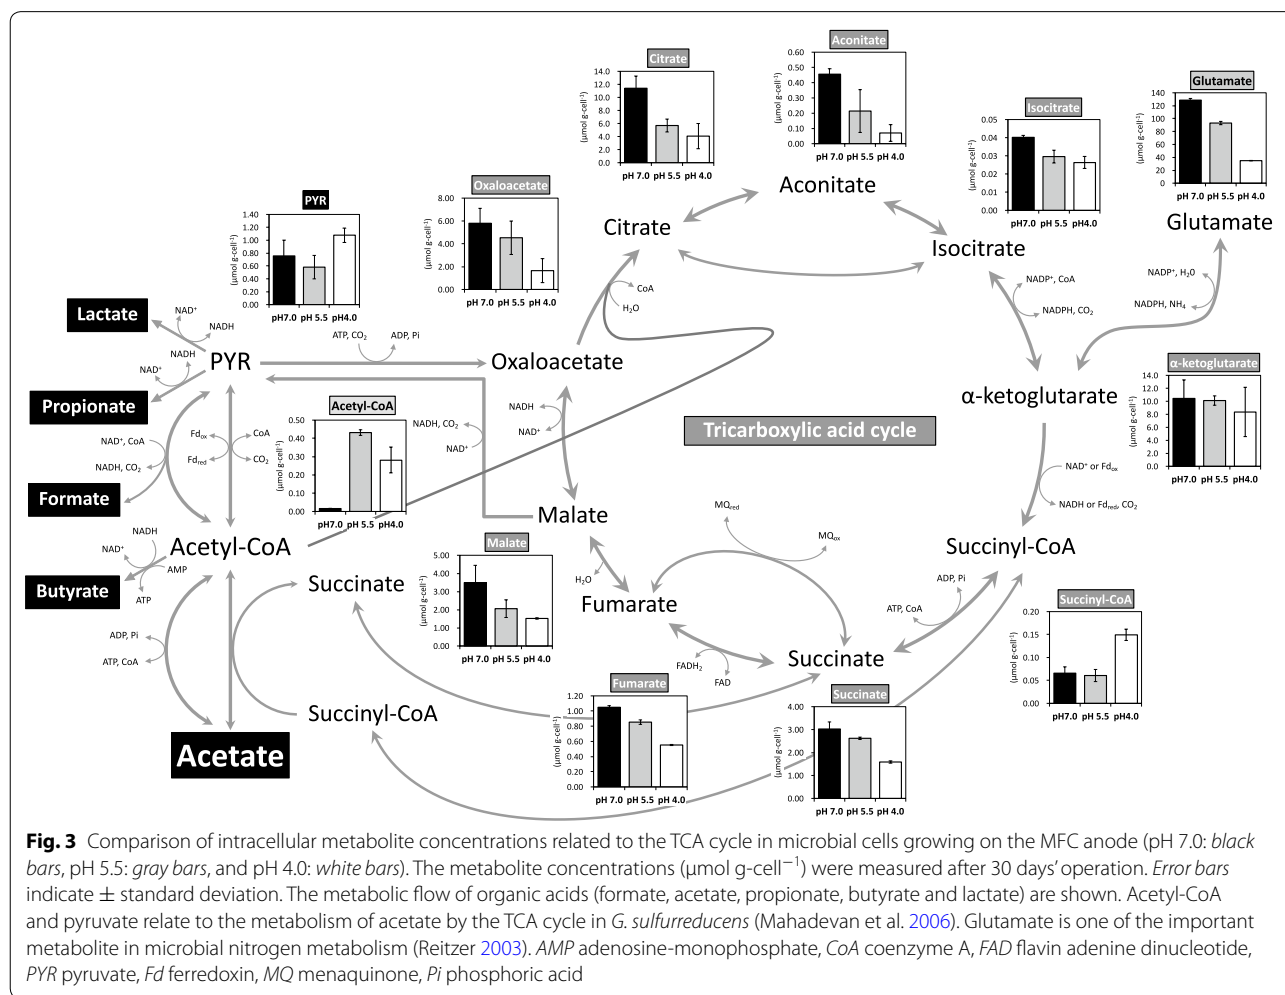 Citrate
14.0
12.0
10.0
8.0
6.0
4.0
2.0
0.0
(μmol g-cell⁻¹)
pH 7.0 pH 5.5 pH 4.0
Aconitate
0.60
0.50
0.40
0.30
0.20
0.10
0.00
(μmol g-cell⁻¹)
pH 7.0 pH 5.5 pH 4.0
Isocitrate
0.05
0.04
0.03
0.02
0.01
0.00
(μmol g-cell⁻¹)
pH7.0 pH 5.5 pH4.0
Glutamate
140
120
100
80
60
40
20
0
(μmol g-cell⁻¹)
pH 7.0 pH 5.5 pH 4.0
PYR
1.40
1.20
1.00
0.80
0.60
0.40
0.20
0.00
(μmol g-cell⁻¹)
pH7.0 pH 5.5 pH4.0
Oxaloacetate
8.00
6.00
4.00
2.00
0.00
(μmol g-cell⁻¹)
pH 7.0 pH 5.5 pH 4.0
Aconitate
Citrate
Isocitrate
Glutamate
CoA
H₂O
NADP⁺, CoA
NADPH, CO₂
NADP⁺, H₂0
NADPH, NH₄
Lactate
NAD⁺
NADH
PYR
ATP, CO₂
ADP, Pi
Oxaloacetate
NADH
NAD⁺
Propionate
α-ketoglutarate
α-ketoglutarate
14.0
12.0
10.0
8.0
6.0
4.0
2.0
0.0
(μmol g-cell⁻¹)
pH7.0 pH 5.5 pH4.0
Acetyl-CoA
0.50
0.40
0.30
0.20
0.10
0.00
(μmol g-cell⁻¹)
pH7.0 pH 5.5 pH4.0
NADH, CO₂
NAD⁺
NADH
NAD⁺
Tricarboxylic acid cycle
NAD⁺, CoA
NADH, CO₂
Fdox
Fdred
CoA
CO₂
Formate
NAD⁺ or Fdox
NADH or Fdred, CO₂
Malate
MQred
MQox
Acetyl-CoA
NADH
NAD⁺
AMP
ATP
Butyrate
Succinate
Malate
5.00
4.00
3.00
2.00
1.00
0.00
(μmol g-cell⁻¹)
pH 7.0 pH 5.5 pH 4.0
H₂O
Fumarate
Succinyl-CoA
ADP, Pi
ATP, CoA
Succinyl-CoA
0.20
0.15
0.10
0.05
0.00
(μmol g-cell⁻¹)
pH7.0 pH 5.5 pH4.0
ADP, Pi
ATP, CoA
FADH₂
FAD
Succinate
Succinyl-CoA
Fumarate
1.20
1.00
0.80
0.60
0.40
0.20
0.00
(μmol g-cell⁻¹)
pH 7.0 pH 5.5 pH 4.0
Succinate
4.00
3.00
2.00
1.00
0.00
(μmol g-cell⁻¹)
pH 7.0 pH 5.5 pH 4.0
Acetate
Fig. 3 Comparison of intracellular metabolite concentrations related to the TCA cycle in microbial cells growing on the MFC anode (pH 7.0: black
bars, pH 5.5: gray bars, and pH 4.0: white bars). The metabolite concentrations (μmol g-cell⁻¹) were measured after 30 days' operation. Error bars
indicate ± standard deviation. The metabolic flow of organic acids (formate, acetate, propionate, butyrate and lactate) are shown. Acetyl-CoA
and pyruvate relate to the metabolism of acetate by the TCA cycle in G. sulfurreducens (Mahadevan et al. 2006). Glutamate is one of the important
metabolite in microbial nitrogen metabolism (Reitzer 2003). AMP adenosine-monophosphate, CoA coenzyme A, FAD flavin adenine dinucleotide,
PYR pyruvate, Fd ferredoxin, MQ menaquinone, Pi phosphoric acid